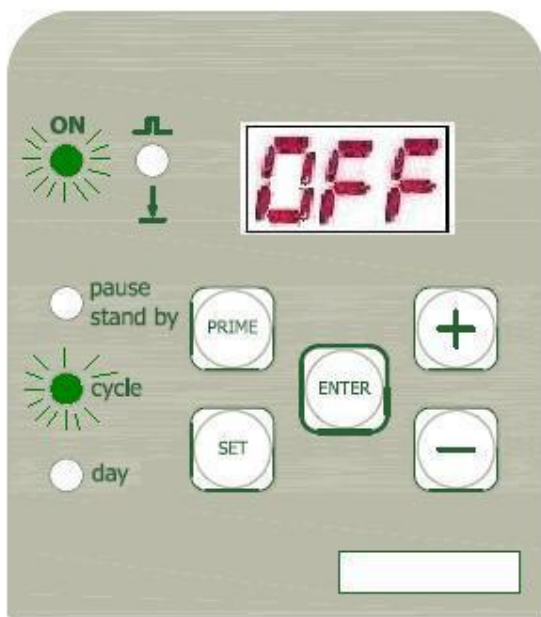 ON
OFF
pause
stand by
PRIME
+
cycle
ENTER
SET
−
day